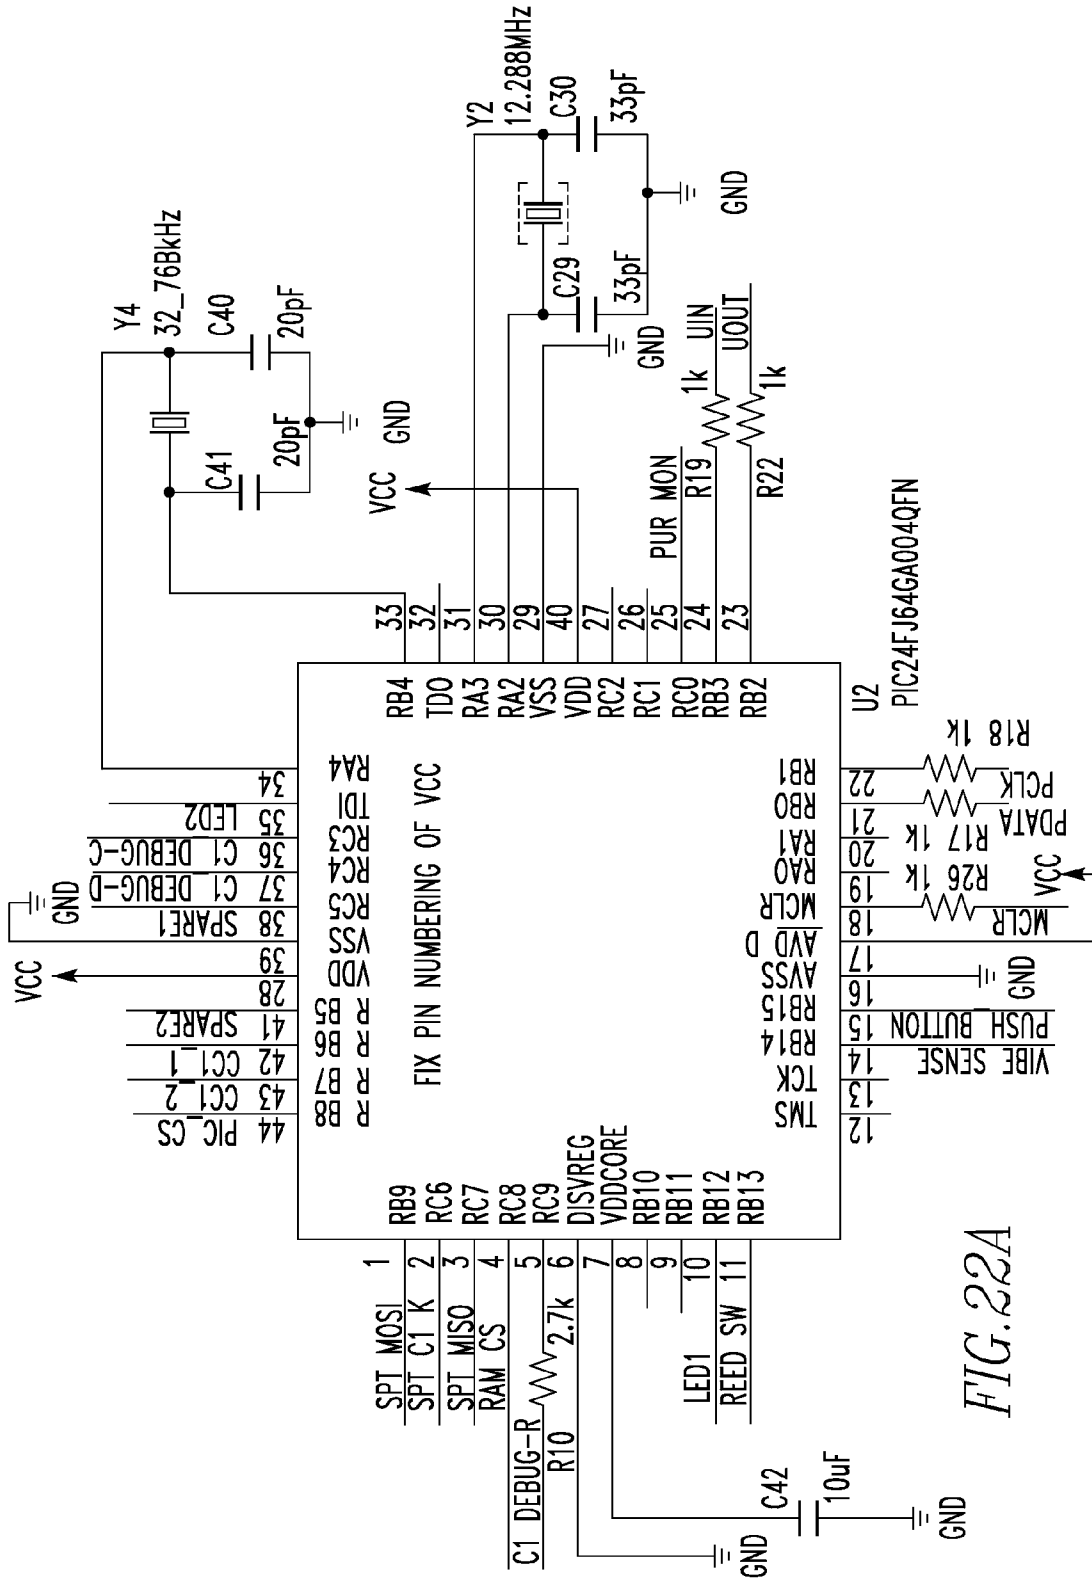 Y4
32_76BkHz
C40
20pF
C41
20pF
GND
Y2
12.288MHz
C30
33pF
C29
33pF
GND
GND
VCC
PUR MON
R19
1k
UIN
R22
1k
UOUT
33
32
31
30
29
40
27
26
25
24
23
RB4
TDO
RA3
RA2
VSS
VDD
RC2
RC1
RC0
RB3
RB2
U2
PIC24FJ64GA004QFN
FIX PIN NUMBERING OF VCC
34
35
36
37
38
39
28
41
42
43
44
LED2
C1_DEBUG-C
C1_DEBUG-D
SPARE1
GND
VCC
SPARE2
CC1_1
CC1_2
PIC_CS
RA4
TDI
RC3
RC4
RC5
VSS
VDD
R B5
R B6
R B7
R B8
RB1
RB0
RA1
RA0
MCLR
AVD D
AVSS
RB15
RB14
TCK
TMS
22
21
20
19
18
17
16
15
14
13
12
R18 1k
PCLK
R17 1k
PDATA
R26 1k
MCLR
VCC
GND
PUSH_BUTTON
VIBE SENSE
RB9
RC6
RC7
RC8
RC9
DISVREG
VDDCORE
RB10
RB11
RB12
RB13
1
2
3
4
5
6
7
8
9
10
11
SPT MOSI
SPT C1 K
SPT MISO
RAM CS
C1 DEBUG-R
R10
2.7k
LED1
REED SW
C42
10uF
GND
GND
FIG.22A